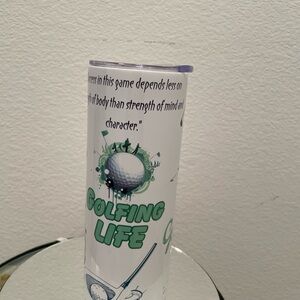 in this game depends less on
of body than strength of mind and
character."
GOLFING
LIFE